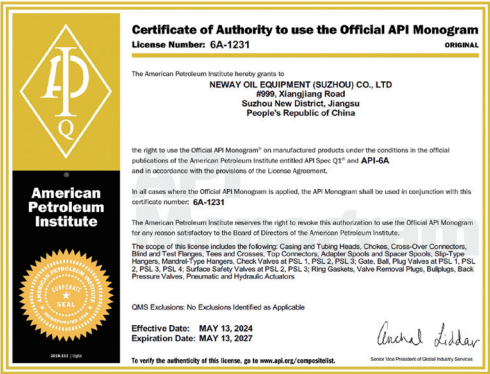 Certificate of Authority to use the Official API Monogram
License Number: 6A-1231 ORIGINAL
The American Petroleum Institute hereby grants to
NEWAY OIL EQUIPMENT (SUZHOU) CO., LTD
#999, Xiangjiang Road
Suzhou New District, Jiangsu
People's Republic of China
the right to use the Official API Monogram® on manufactured products under the conditions in the official
publications of the American Petroleum Institute entitled API Spec Q1® and API-6A
and in accordance with the provisions of the License Agreement.
In all cases where the Official API Monogram is applied, the API Monogram shall be used in conjunction with this
certificate number: 6A-1231
The American Petroleum Institute reserves the right to revoke this authorization to use the Official API Monogram
for any reason satisfactory to the Board of Directors of the American Petroleum Institute.
The scope of this license includes the following: Casing and Tubing Heads, Chokes, Cross-Over Connectors,
Blind and Test Flanges, Tees and Crosses, Top Connectors, Adapter Spools and Spacer Spools, Slip-Type
Hangers, Mandrel-Type Hangers, Check Valves at PSL 1, PSL 2, PSL 3; Gate, Ball, Plug Valves at PSL 1, PSL
2, PSL 3, PSL 4; Surface Safety Valves at PSL 2, PSL 3; Ring Gaskets, Valve Removal Plugs, Bullplugs, Back
Pressure Valves, Pneumatic and Hydraulic Actuators
QMS Exclusions: No Exclusions Identified as Applicable
Effective Date: MAY 13, 2024
Expiration Date: MAY 13, 2027
To verify the authenticity of this license, go to www.api.org/compositelist.
Senior Vice President of Global Industry Services
API
Q
®
American
Petroleum
Institute
AMERICAN PETROLEUM INSTITUTE
CORPORATE
SEAL